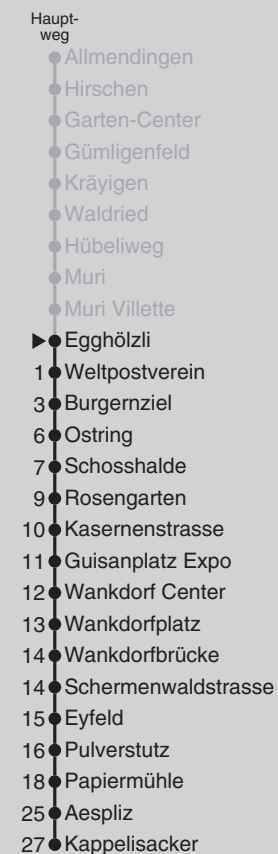 Haupt-
weg
Allmendingen
Hirschen
Garten-Center
Gümligenfeld
Kräyigen
Waldried
Hübeliweg
Muri
Muri Villette
Egghölzli
1 Weltpostverein
3 Burgernziel
6 Ostring
7 Schosshalde
9 Rosengarten
10 Kasernenstrasse
11 Guisanplatz Expo
12 Wankdorf Center
13 Wankdorfplatz
14 Wankdorfbrücke
14 Schermenwaldstrasse
15 Eyfeld
16 Pulverstutz
18 Papiermühle
25 Aespliz
27 Kappelisacker